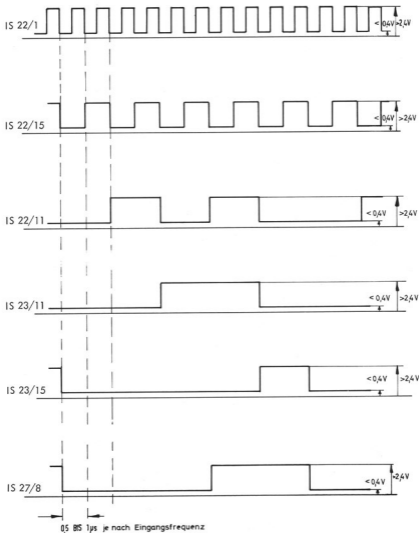 IS 22/1
< 0,4V
>2,4V
IS 22/15
< 0,4V
>2,4V
IS 22/11
< 0,4V
>2,4V
IS 23/11
< 0,4V
>2,4V
IS 23/15
< 0,4V
>2,4V
IS 27/8
< 0,4V
>2,4V
0,5 BIS 1µs je nach Eingangsfrequenz